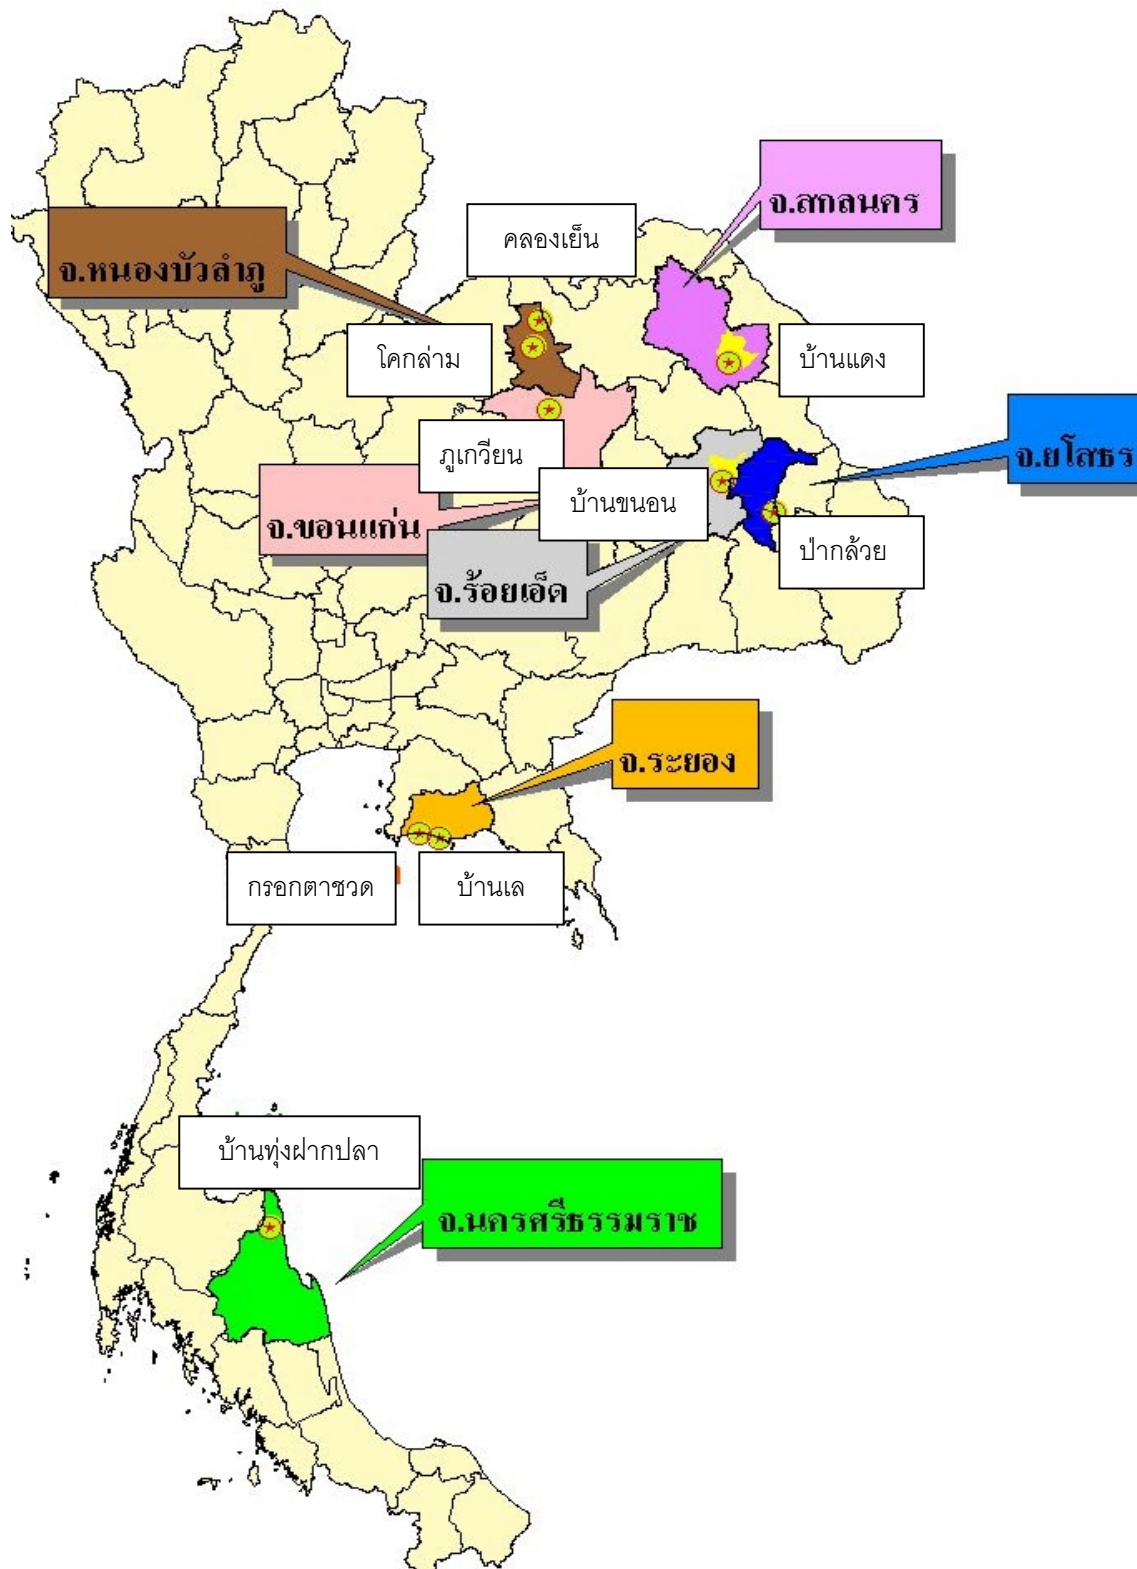 จ.สกลนคร
คลองเย็น
จ.หนองบัวลำภู
โคกล่าม
บ้านแดง
ภูเกวียน
จ.ยโสธร
บ้านขนอน
จ.ขอนแก่น
ป่ากล้วย
จ.ร้อยเอ็ด
จ.ระยอง
กรอกตาชวด
บ้านเล
บ้านทุ่งฝากปลา
จ.นครศรีธรรมราช